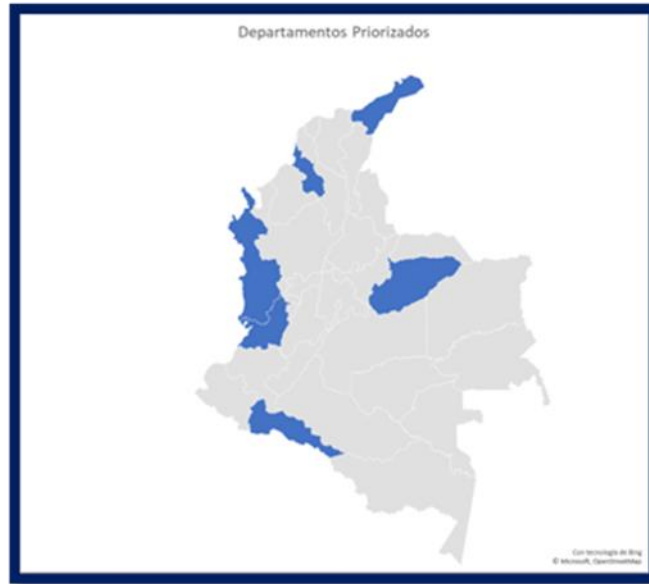 Departamentos Priorizados
Con tecnología de Bing
© Microsoft, OpenStreetMap